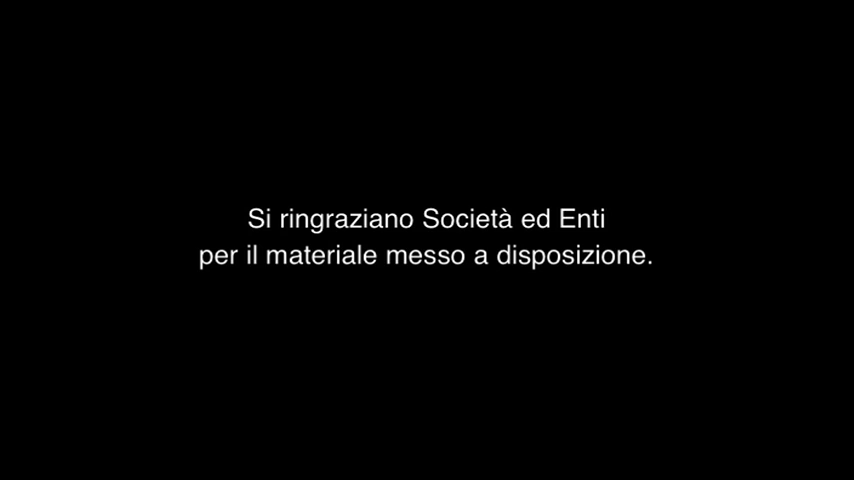 Si ringraziano Società ed Enti
per il materiale messo a disposizione.